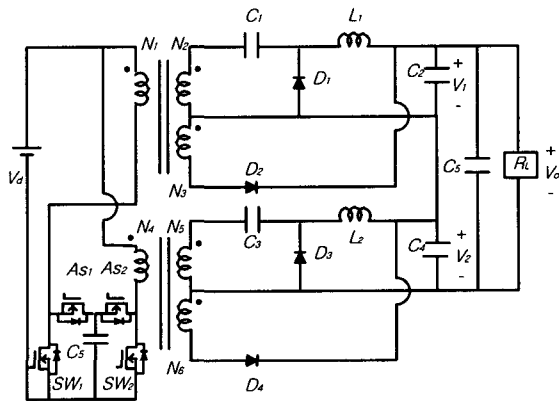 C1
L1
N1
N2
D1
C2
+
V1
-
C5
RL
+
Vo
-
Vd
N3
D2
N4
N5
C3
L2
D3
C4
+
V2
-
As1
As2
C5
SW1
SW2
N6
D4